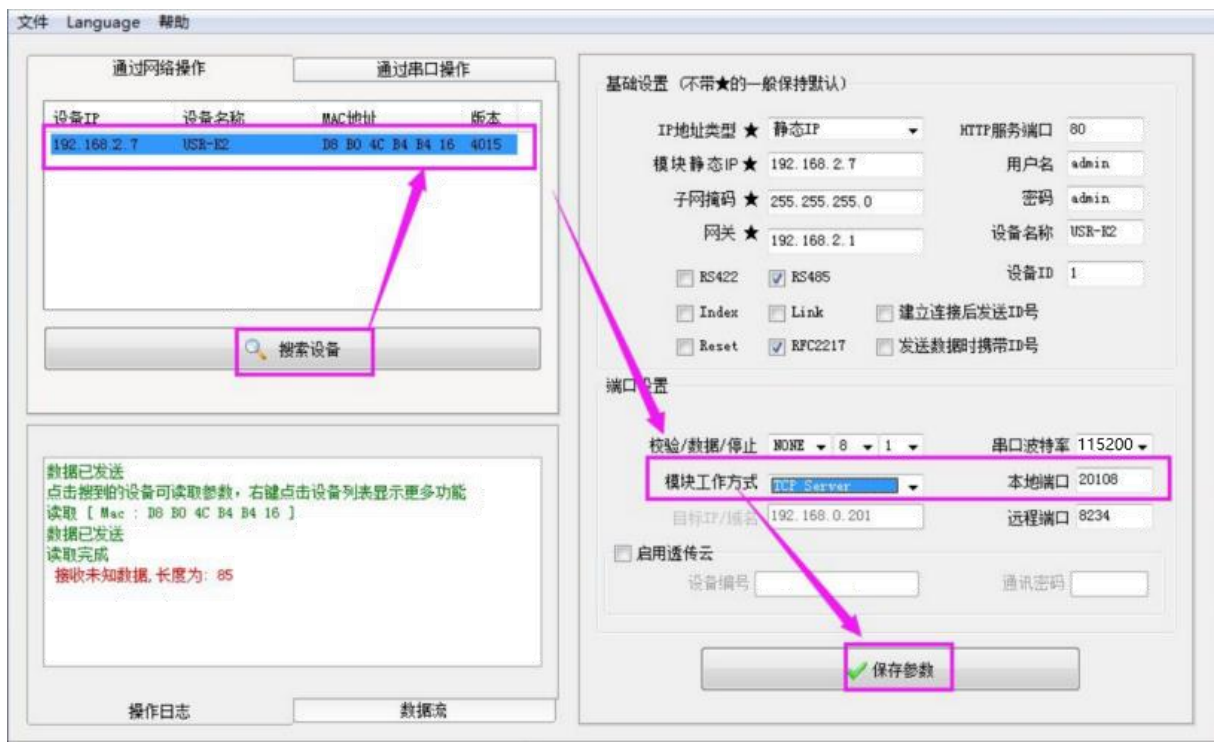 文件 Language 帮助
通过网络操作 通过串口操作
设备IP 设备名称 MAC地址 版本
192.168.2.7 USR-K2 D8 B0 4C B4 B4 16 4015
搜索设备
数据已发送
点击搜到的设备可读取参数，右键点击设备列表显示更多功能
读取 [ Mac : D8 B0 4C B4 B4 16 ]
数据已发送
读取完成
接收未知数据,长度为: 85
操作日志 数据流
基础设置 (不带★的一般保持默认)
IP地址类型 ★ 静态IP HTTP服务端口 80
模块静态IP★ 192.168.2.7 用户名 admin
子网掩码 ★ 255.255.255.0 密码 admin
网关 ★ 192.168.2.1 设备名称 USR-K2
RS422 RS485 设备ID 1
Index Link 建立连接后发送ID号
Reset RFC2217 发送数据时携带ID号
端口设置
校验/数据/停止 NONE 8 1 串口波特率 115200
模块工作方式 TCP Server 本地端口 20108
目标IP/域名 192.168.0.201 远程端口 8234
启用透传云
设备编号 通讯密码
保存参数